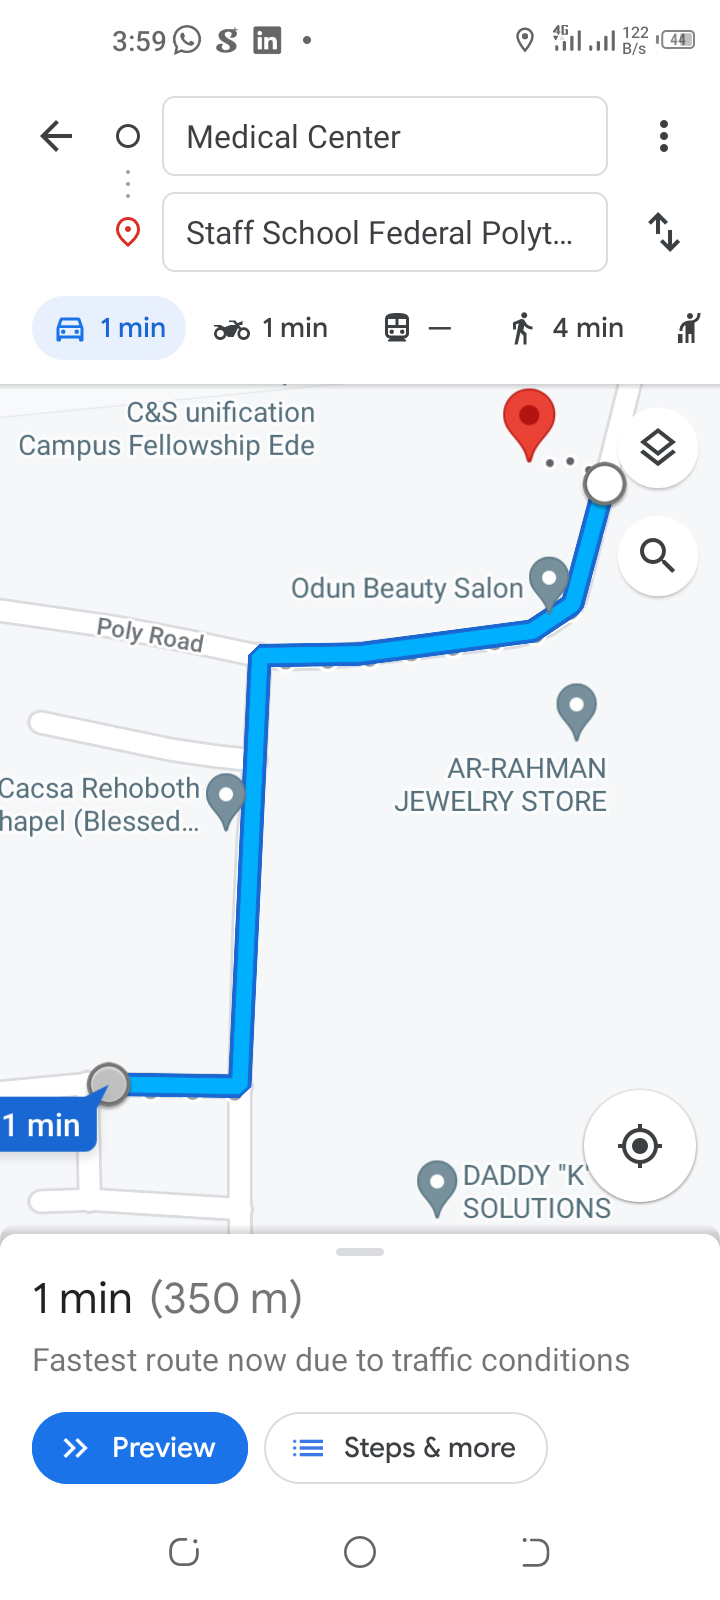 3:59
4G
122
B/s
44
Medical Center
Staff School Federal Polyt...
1 min
1 min
—
4 min
C&S unification
Campus Fellowship Ede
Odun Beauty Salon
Poly Road
AR-RAHMAN
JEWELRY STORE
Cacsa Rehoboth
hapel (Blessed...
1 min
DADDY "K"
SOLUTIONS
1 min (350 m)
Fastest route now due to traffic conditions
Preview
Steps & more